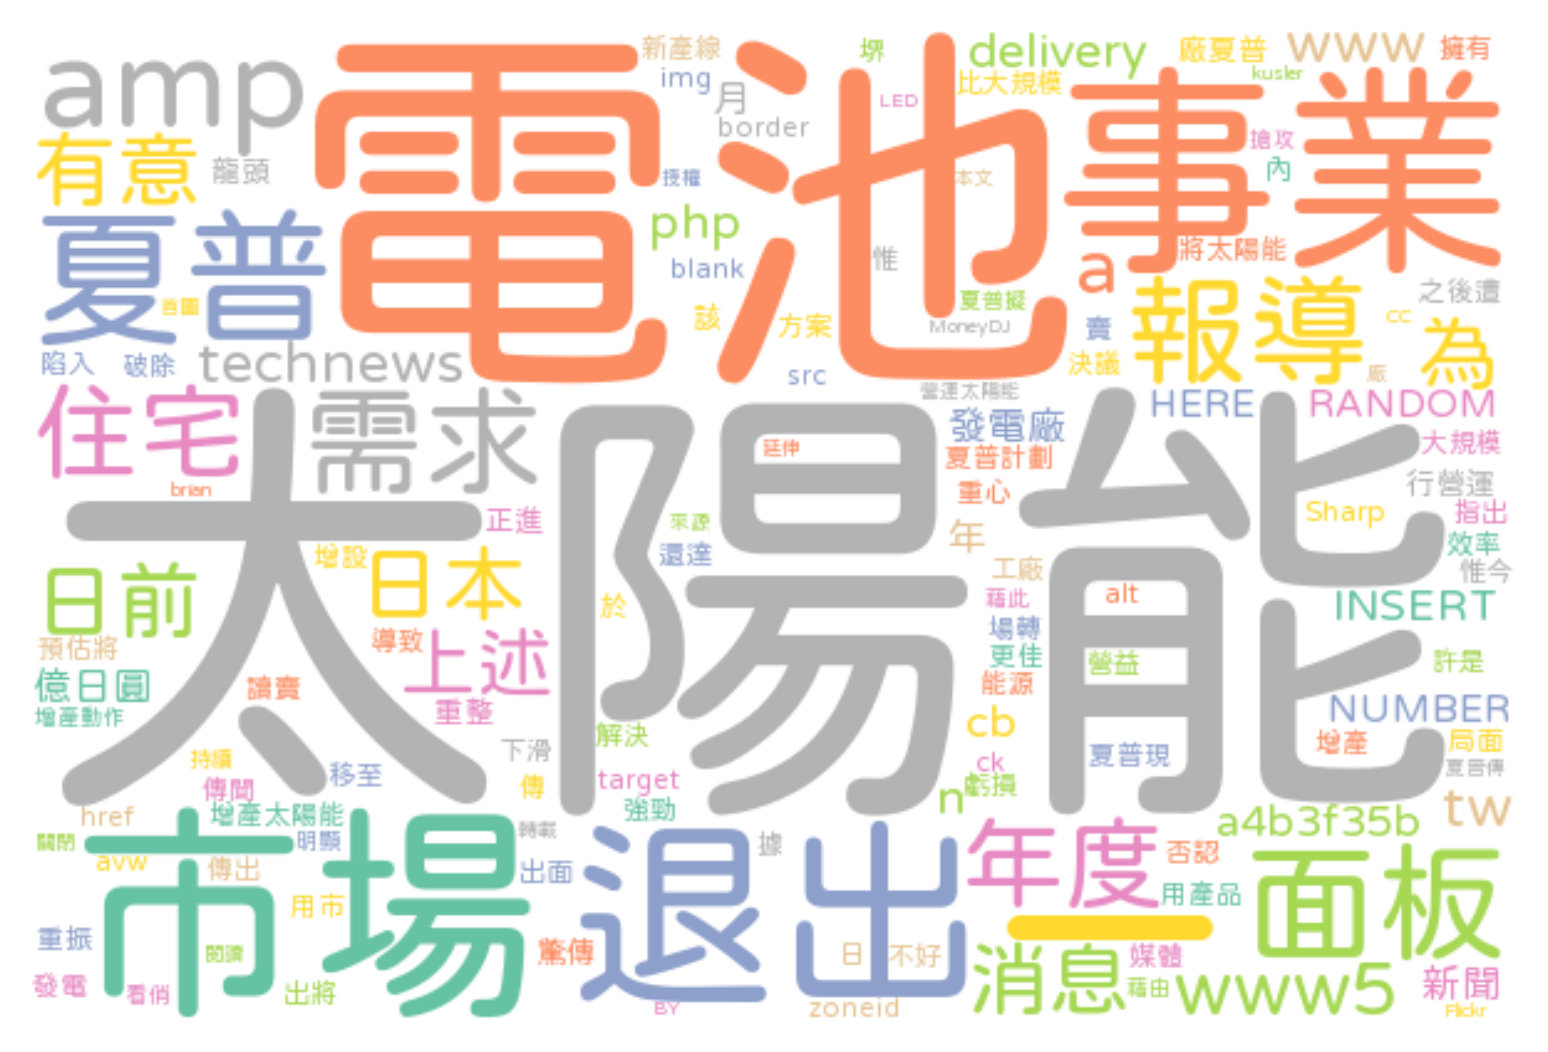 amp
電池
事業
新產線
img
月
border
堺
delivery
比大規模
LED
廠夏普
www
擁有
kusler
搶攻
內
有意
龍頭
授權
本文
夏普
php
blank
惟
將太陽能
a
首圖
該
方案
夏普擬
MoneyDJ
賣
報導
之後遭
cc
為
陷入
破除
technews
src
決議
廠
營運太陽能
住宅
需求
太陽能
延伸
發電廠
HERE
RANDOM
夏普計劃
大規模
brian
重心
行營運
正進
來源
年
Sharp
指出
日前
增設
日本
還達
工廠
效率
惟今
於
藉此
alt
INSERT
預估將
導致
上述
場轉
更佳
營益
許是
億日圓
讀賣
能源
增產動作
重整
cb
NUMBER
下滑
解決
夏普現
增產
局面
持續
移至
ck
夏普傳
傳聞
傳
target
虧損
n
href
增產太陽能
強勁
a4b3f35b
tw
關閉
市場
明顯
轉載
退出
據
年度
否認
面板
avw
傳出
出面
用產品
用市
一
重振
閱讀
驚傳
日
不好
消息
媒體
發電
看俏
出將
藉由
www5
新聞
BY
zoneid
Flickr